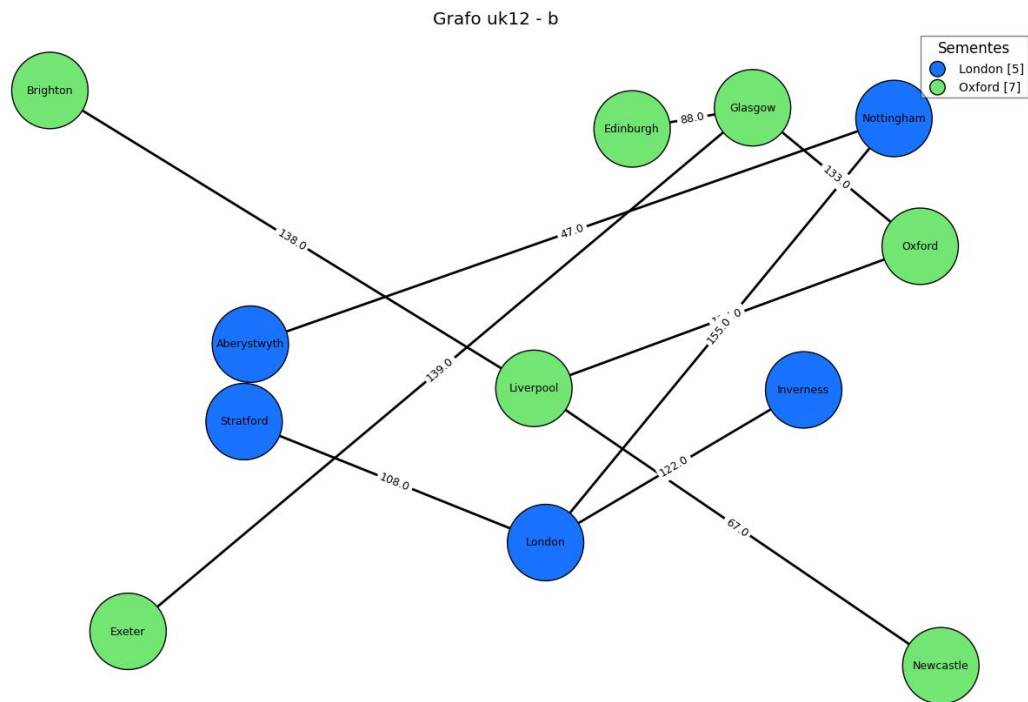 Grafo uk12 - b
Sementes
London [5]
Oxford [7]
Brighton
Edinburgh
88.0
Glasgow
Nottingham
133.0
47.0
138.0
Oxford
155.0
Aberystwyth
139.0
Liverpool
Inverness
Stratford
122.0
108.0
67.0
London
Exeter
Newcastle